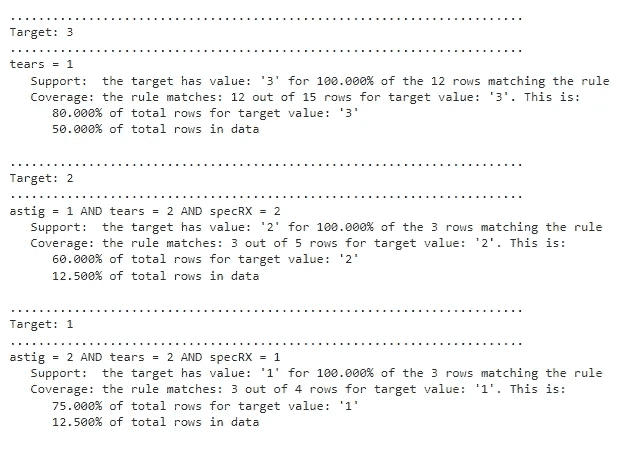 ......................................................................
Target: 3
......................................................................
tears = 1
Support: the target has value: '3' for 100.000% of the 12 rows matching the rule
Coverage: the rule matches: 12 out of 15 rows for target value: '3'. This is:
80.000% of total rows for target value: '3'
50.000% of total rows in data
......................................................................
Target: 2
......................................................................
astig = 1 AND tears = 2 AND specRX = 2
Support: the target has value: '2' for 100.000% of the 3 rows matching the rule
Coverage: the rule matches: 3 out of 5 rows for target value: '2'. This is:
60.000% of total rows for target value: '2'
12.500% of total rows in data
......................................................................
Target: 1
......................................................................
astig = 2 AND tears = 2 AND specRX = 1
Support: the target has value: '1' for 100.000% of the 3 rows matching the rule
Coverage: the rule matches: 3 out of 4 rows for target value: '1'. This is:
75.000% of total rows for target value: '1'
12.500% of total rows in data